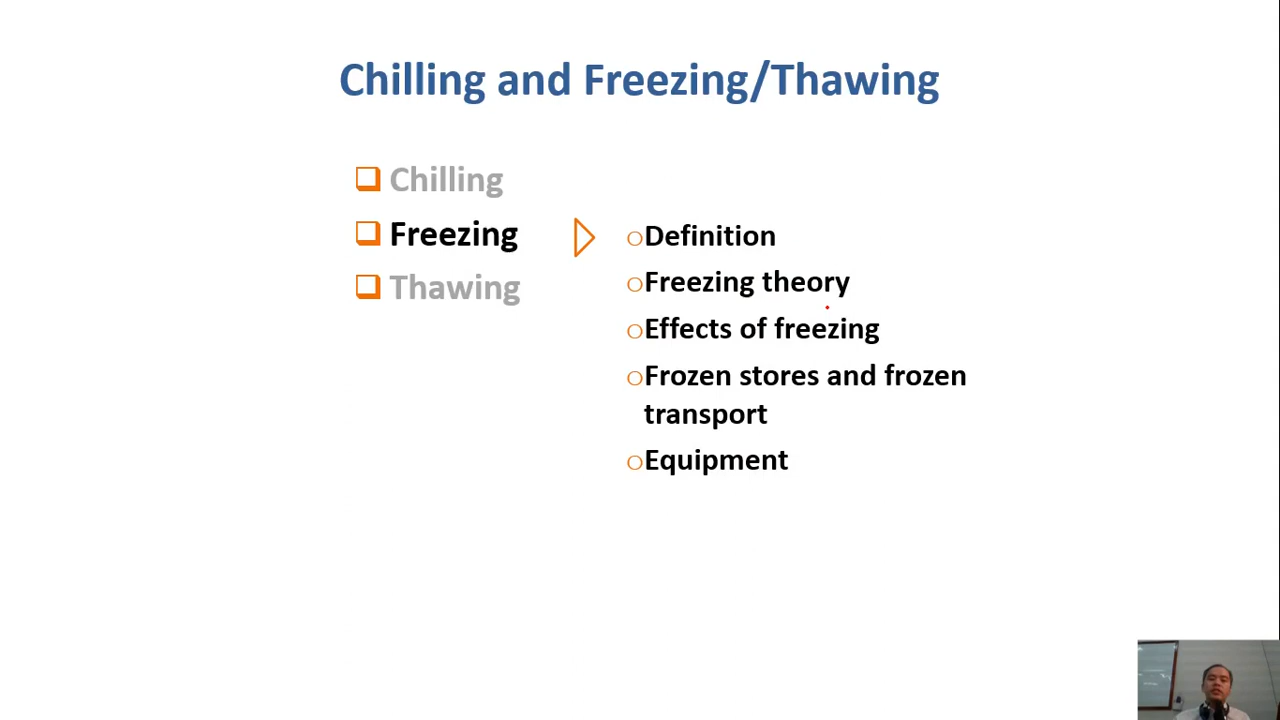 Chilling and Freezing/Thawing
Chilling
Freezing
Thawing
Definition
Freezing theory
Effects of freezing
Frozen stores and frozen
transport
Equipment